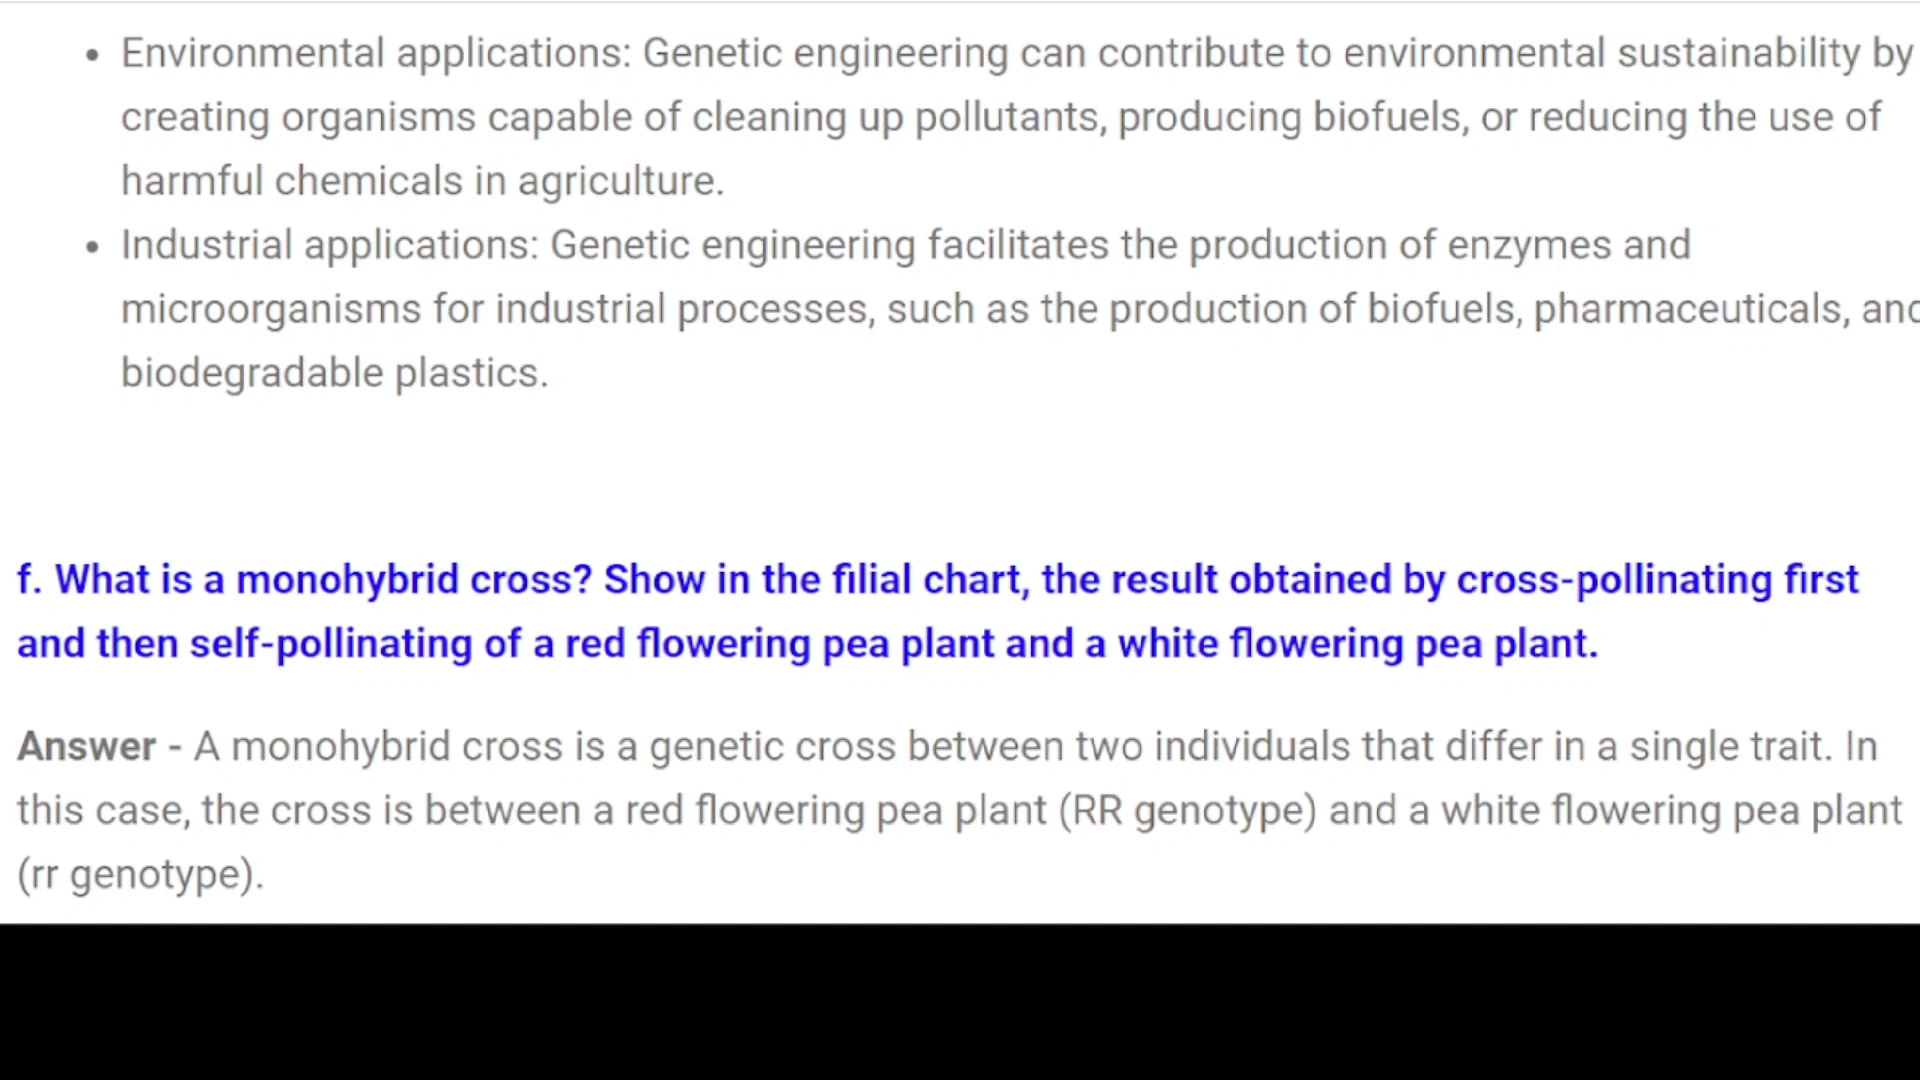 • Environmental applications: Genetic engineering can contribute to environmental sustainability by
creating organisms capable of cleaning up pollutants, producing biofuels, or reducing the use of
harmful chemicals in agriculture.
• Industrial applications: Genetic engineering facilitates the production of enzymes and
microorganisms for industrial processes, such as the production of biofuels, pharmaceuticals, and
biodegradable plastics.
f. What is a monohybrid cross? Show in the filial chart, the result obtained by cross-pollinating first
and then self-pollinating of a red flowering pea plant and a white flowering pea plant.
Answer - A monohybrid cross is a genetic cross between two individuals that differ in a single trait. In
this case, the cross is between a red flowering pea plant (RR genotype) and a white flowering pea plant
(rr genotype).